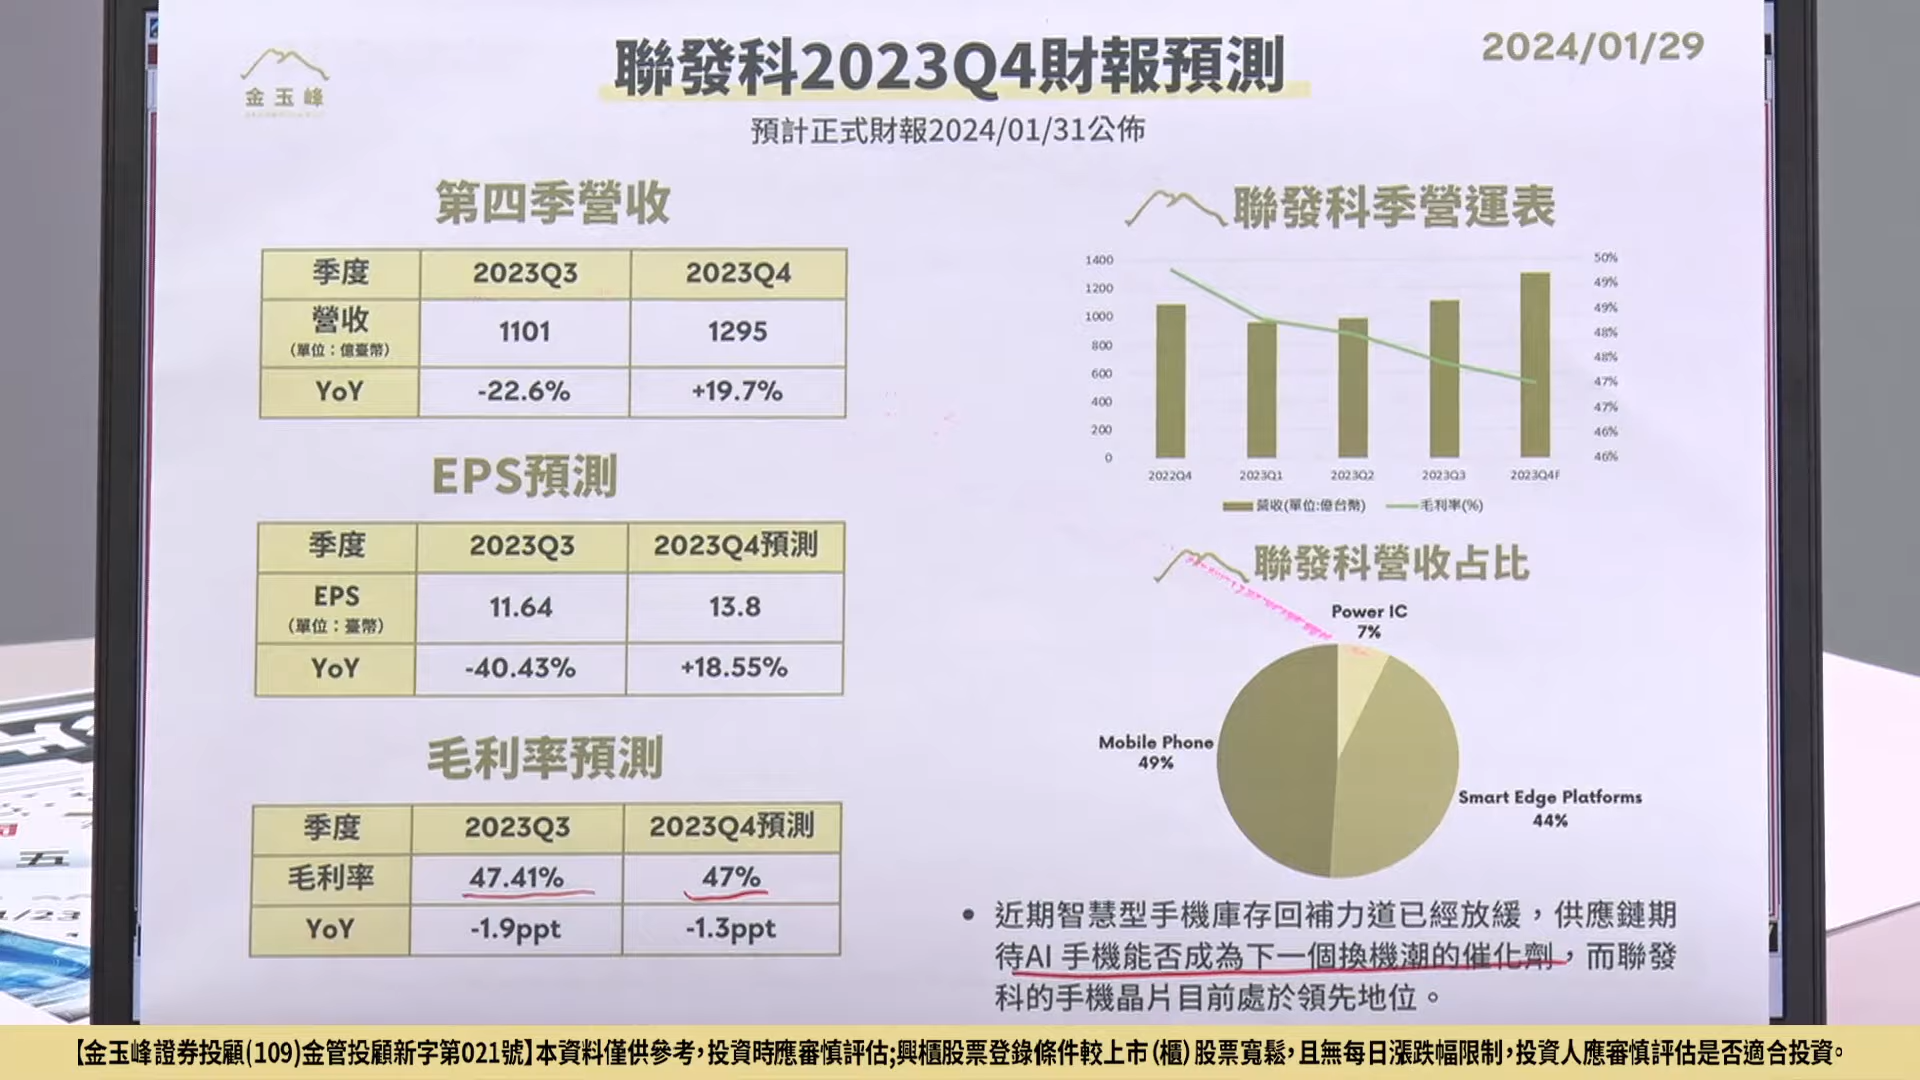 金玉峰
聯發科2023Q4財報預測
2024/01/29
預計正式財報2024/01/31公佈
第四季營收
季度 2023Q3 2023Q4
營收 1101 1295
(單位：億臺幣)
YoY -22.6% +19.7%
EPS預測
季度 2023Q3 2023Q4預測
EPS 11.64 13.8
(單位：臺幣)
YoY -40.43% +18.55%
毛利率預測
季度 2023Q3 2023Q4預測
毛利率 47.41% 47%
YoY -1.9ppt -1.3ppt
聯發科季營運表
1400 50%
1200 49%
1000 49%
800 48%
600 48%
400 47%
200 47%
0 46%
46%
2022Q4 2023Q1 2023Q2 2023Q3 2023Q4F
營收(單位:億台幣) 毛利率(%)
聯發科營收占比
Power IC
7%
Mobile Phone
49%
Smart Edge Platforms
44%
• 近期智慧型手機庫存回補力道已經放緩，供應鏈期
待AI 手機能否成為下一個換機潮的催化劑，而聯發
科的手機晶片目前處於領先地位。
五
1/23
【金玉峰證券投顧(109)金管投顧新字第021號】本資料僅供參考，投資時應審慎評估;興櫃股票登錄條件較上市(櫃)股票寬鬆，且無每日漲跌幅限制，投資人應審慎評估是否適合投資。